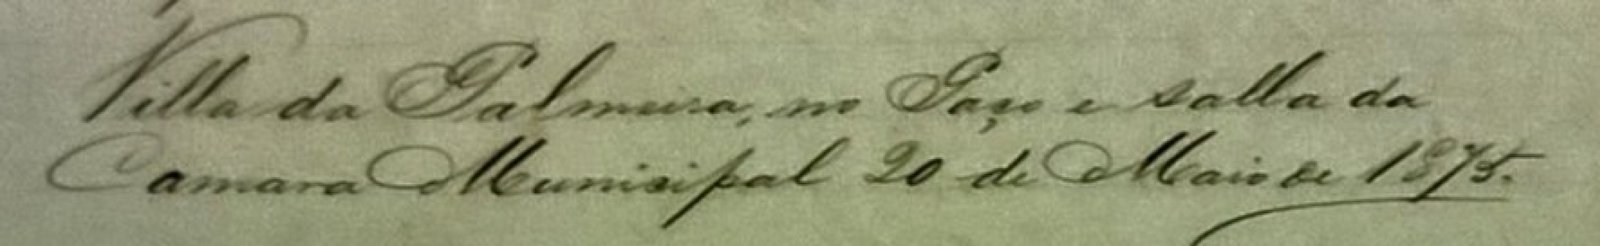 Villa da Palmeira, no Paço e salla da
Camara Municipal 20 de Maio de 1875.